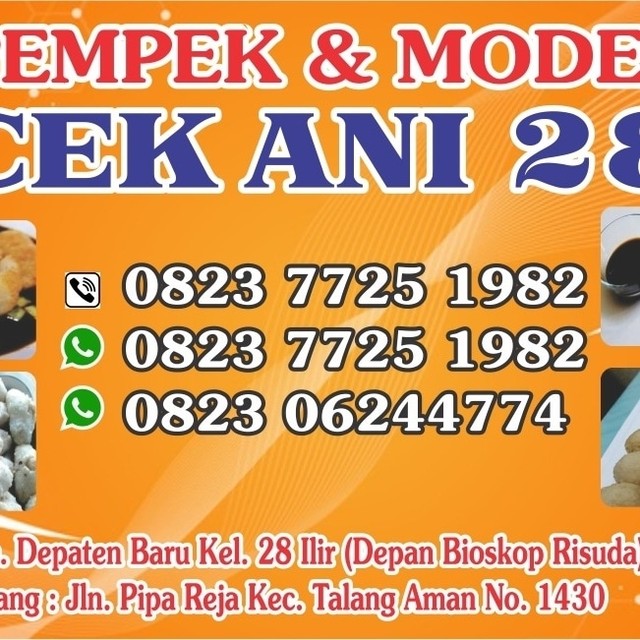 PEMPEK & MODE
CEK ANI 28
0823 7725 1982
0823 7725 1982
0823 06244774
. Depaten Baru Kel. 28 Ilir (Depan Bioskop Risuda)
ang : Jln. Pipa Reja Kec. Talang Aman No. 1430